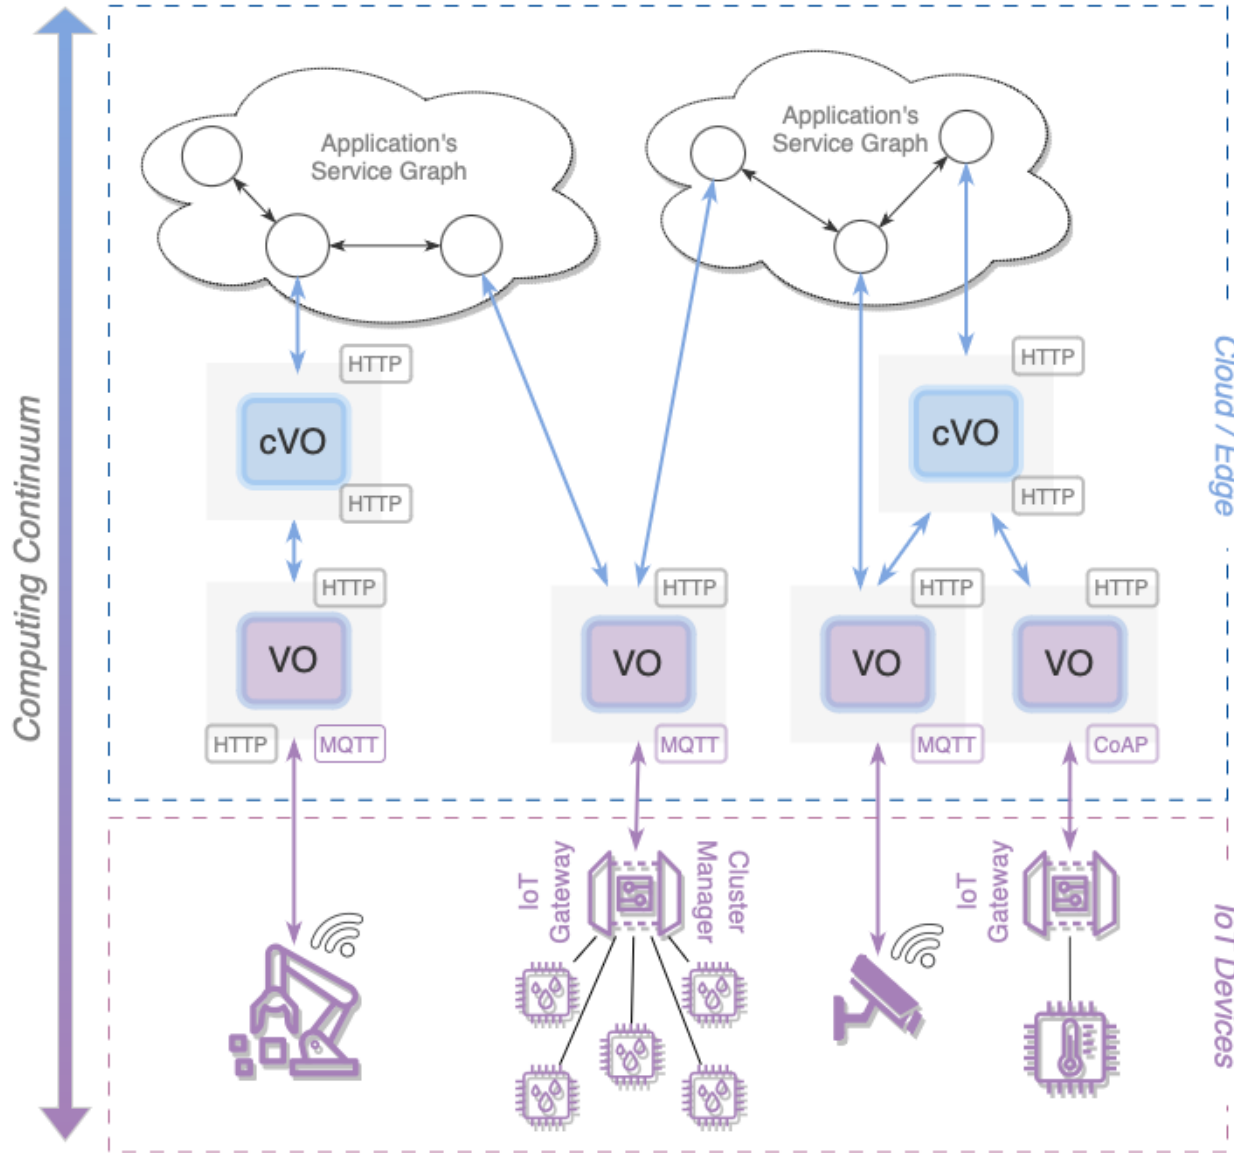 Application's
Service Graph
Application's
Service Graph
HTTP
HTTP
cVO
cVO
HTTP
HTTP
HTTP
HTTP
HTTP
HTTP
VO
VO
VO
VO
HTTP
MQTT
MQTT
MQTT
CoAP
IoT
Gateway
Cluster
Manager
IoT
Gateway
Computing Continuum
Cloud / Edge
IoT Devices